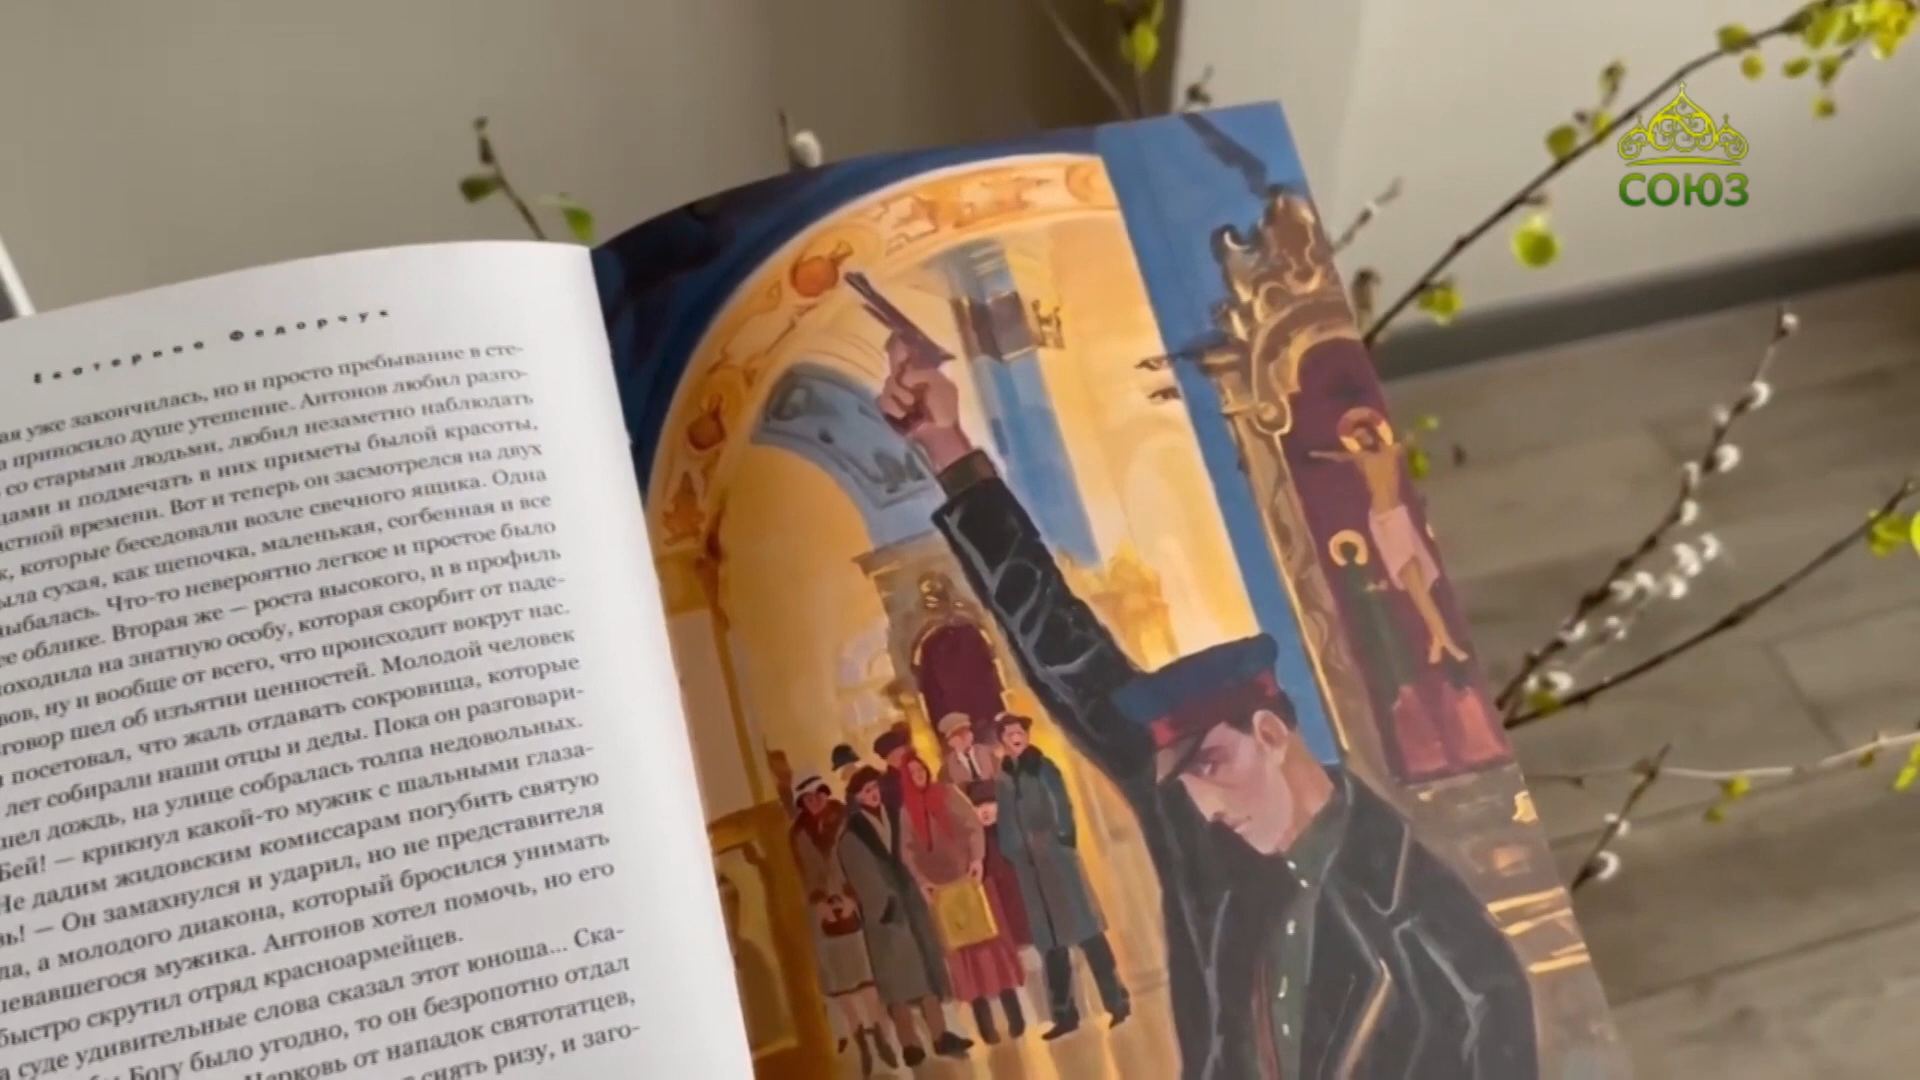 Екатерина Федорчук
ая уже закончилась, но и просто пребывание в сте-
а приносило душе утешение. Антонов любил разго-
со старыми людьми, любил незаметно наблюдать
дами и подмечать в них приметы былой красоты,
астной времени. Вот и теперь он засмотрелся на двух
к, которые беседовали возле свечного ящика. Одна
ыла сухая, как щепочка, маленькая, согбенная и все
лыбалась. Что-то невероятно легкое и простое было
ее облике. Вторая же — роста высокого, и в профиль
походила на знатную особу, которая скорбит от паде-
вов, ну и вообще от всего, что происходит вокруг нас.
говор шел об изъятии ценностей. Молодой человек
посетовал, что жаль отдавать сокровища, которые
лет собирали наши отцы и деды. Пока он разговари-
шел дождь, на улице собралась толпа недовольных.
Бей! — крикнул какой-то мужик с шальными глаза-
Не дадим жидовским комиссарам погубить святую
вь! — Он замахнулся и ударил, но не представителя
ла, а молодого диакона, который бросился унимать
левавшегося мужика. Антонов хотел помочь, но его
быстро скрутил отряд красноармейцев.
а суде удивительные слова сказал этот юноша... Ска-
бы Богу было угодно, то он безропотно отдал
Церковь от нападок святотатцев,
снять ризу, и заго-
СОЮЗ